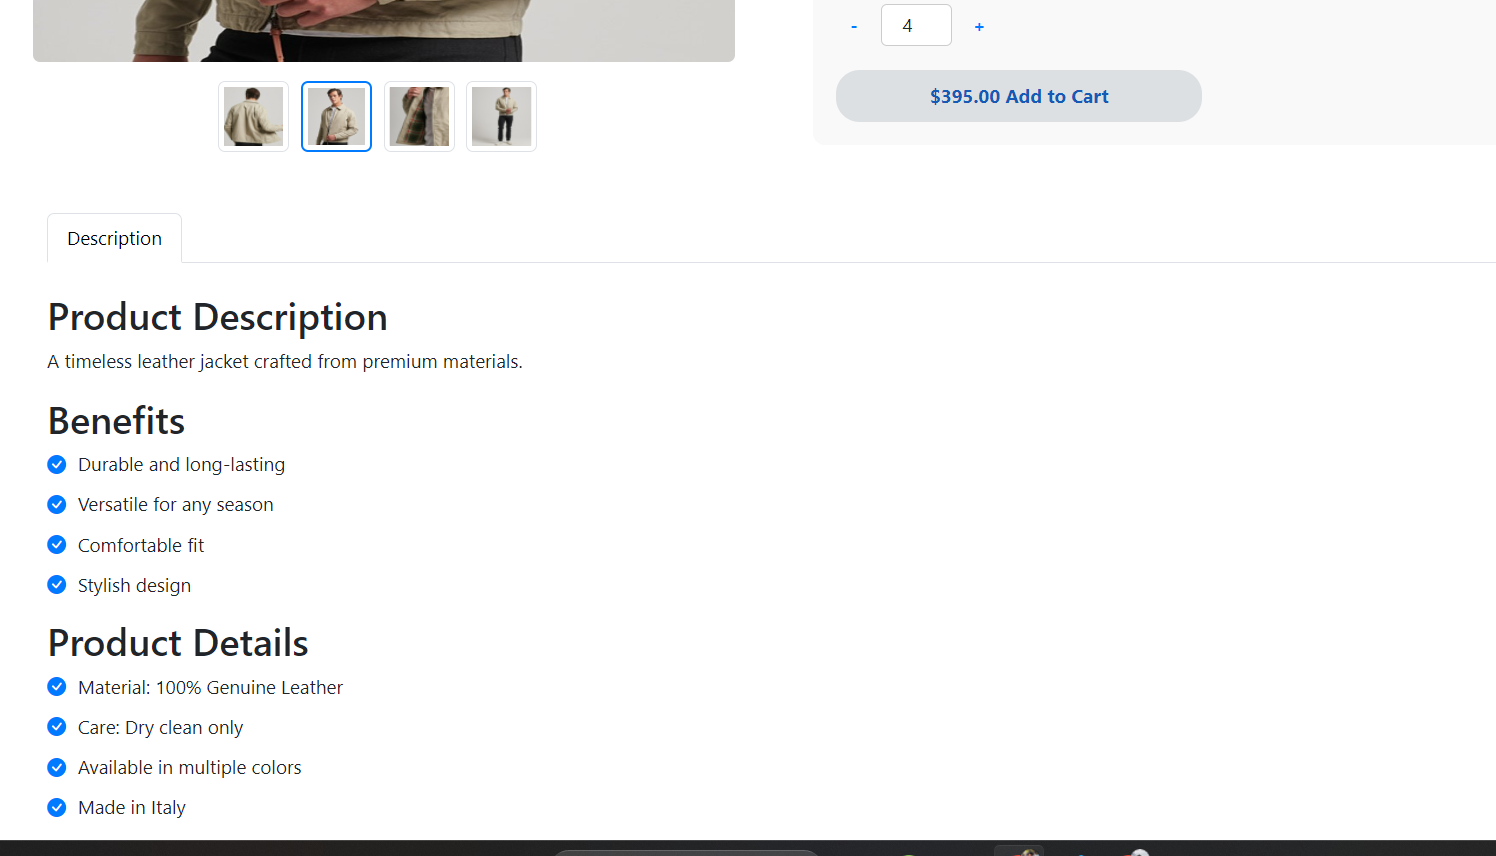 - 4 +
$395.00 Add to Cart
Description
Product Description
A timeless leather jacket crafted from premium materials.
Benefits
Durable and long-lasting
Versatile for any season
Comfortable fit
Stylish design
Product Details
Material: 100% Genuine Leather
Care: Dry clean only
Available in multiple colors
Made in Italy